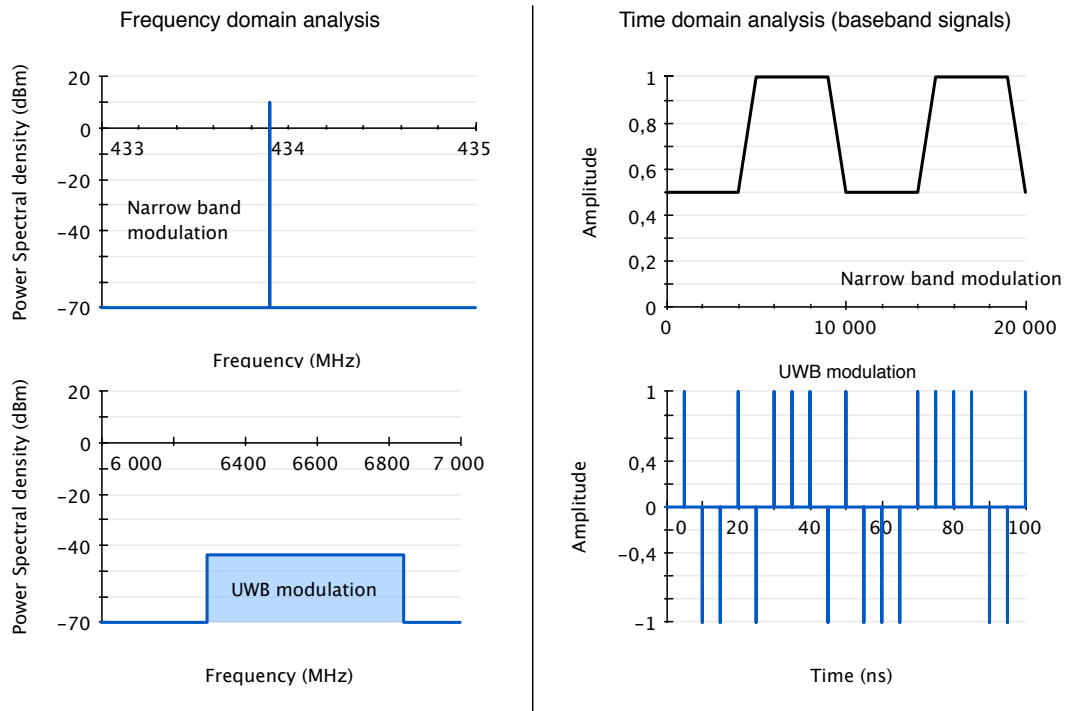 Frequency domain analysis
Power Spectral density (dBm)
20
0
−20
−40
−70
433
434
435
Narrow band
modulation
Frequency (MHz)
Power Spectral density (dBm)
20
0
−20
−40
−70
6 000
6400
6600
6800
7 000
UWB modulation
Frequency (MHz)
Time domain analysis (baseband signals)
Amplitude
1
0,8
0,6
0,4
0,2
0
Narrow band modulation
0
10 000
20 000
UWB modulation
Amplitude
1
0,4
0
−0,4
−1
0
20
40
60
80
100
Time (ns)